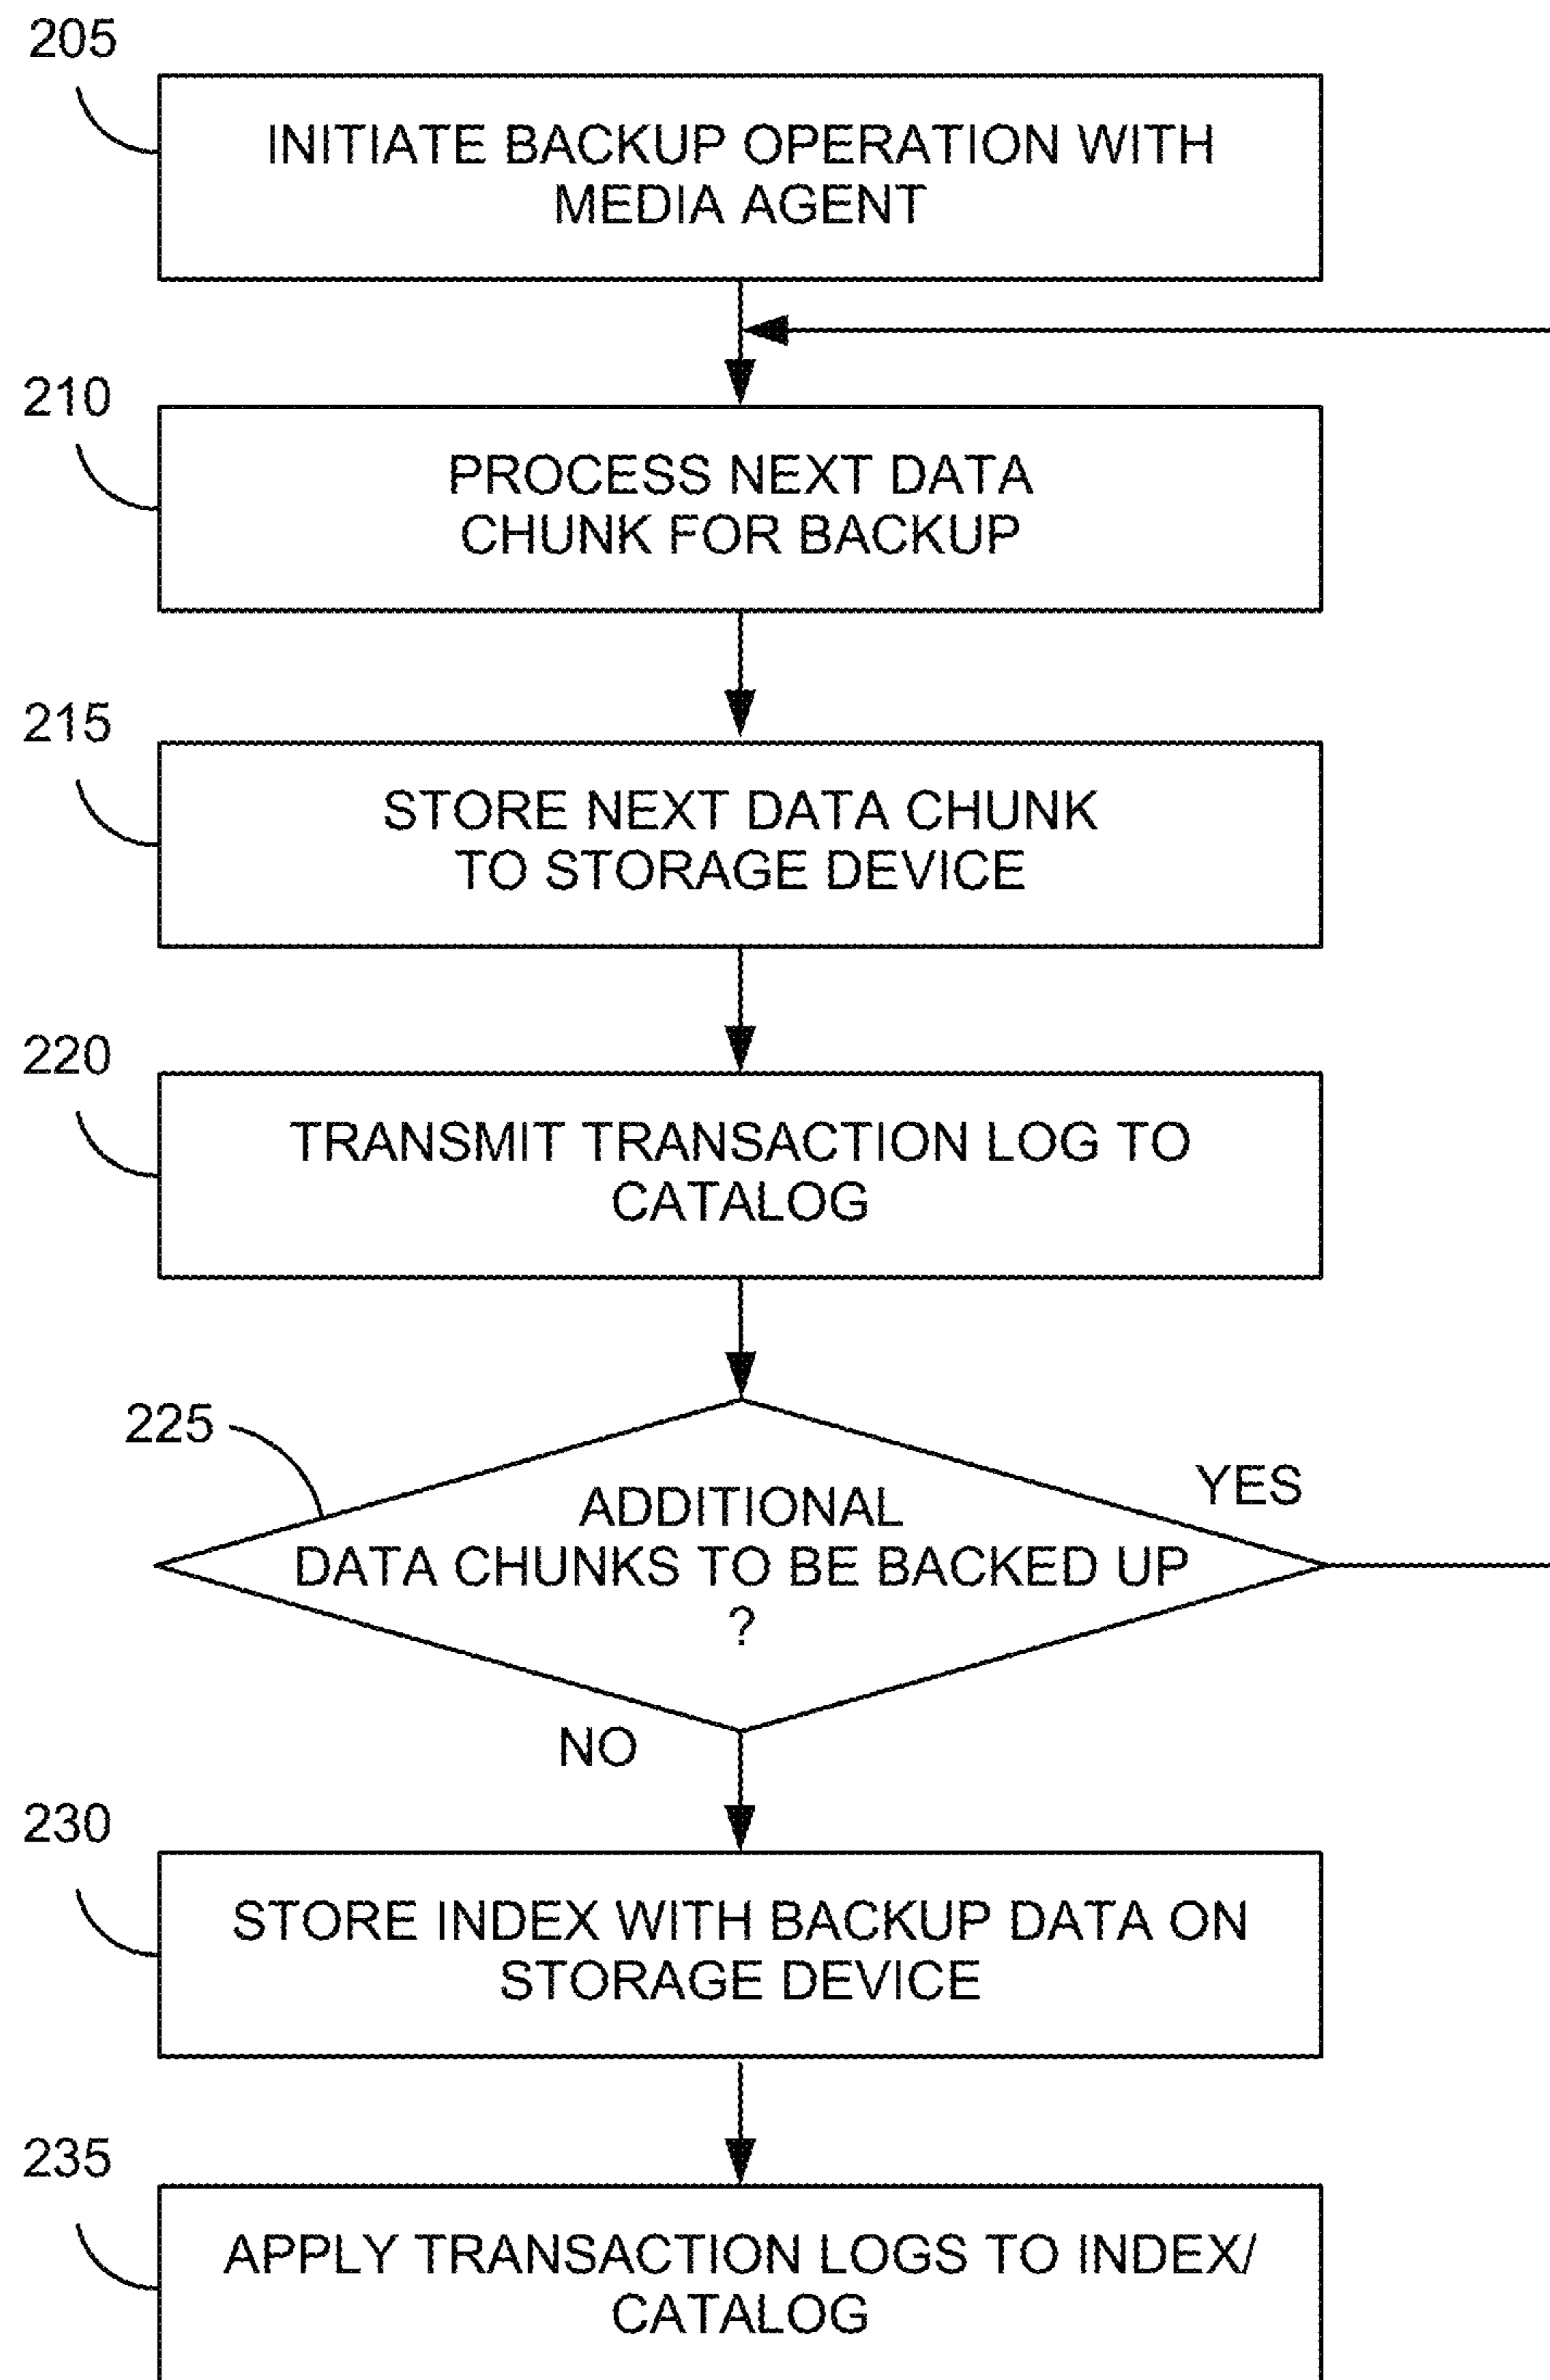 205
INITIATE BACKUP OPERATION WITH
MEDIA AGENT
210
PROCESS NEXT DATA
CHUNK FOR BACKUP
215
STORE NEXT DATA CHUNK
TO STORAGE DEVICE
220
TRANSMIT TRANSACTION LOG TO
CATALOG
225
YES
ADDITIONAL
DATA CHUNKS TO BE BACKED UP
?
NO
230
STORE INDEX WITH BACKUP DATA ON
STORAGE DEVICE
235
APPLY TRANSACTION LOGS TO INDEX/
CATALOG